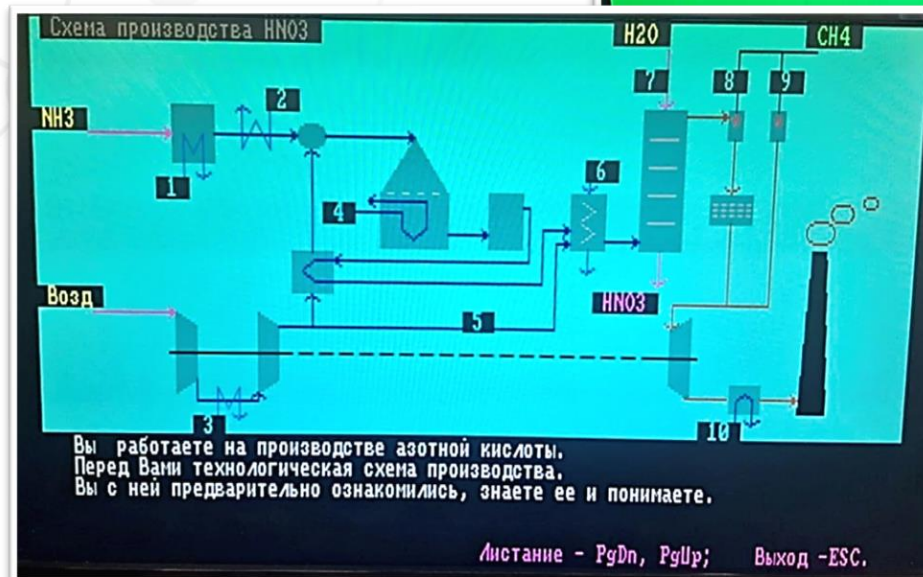 Схема производства HNO3
H2O
CH4
7
8
9
2
NH3
1
6
4
Возд
HNO3
5
3
10
Вы работаете на производстве азотной кислоты.
Перед Вами технологическая схема производства.
Вы с ней предварительно ознакомились, знаете ее и понимаете.
Листание - PgDn, PgUp; Выход -ESC.